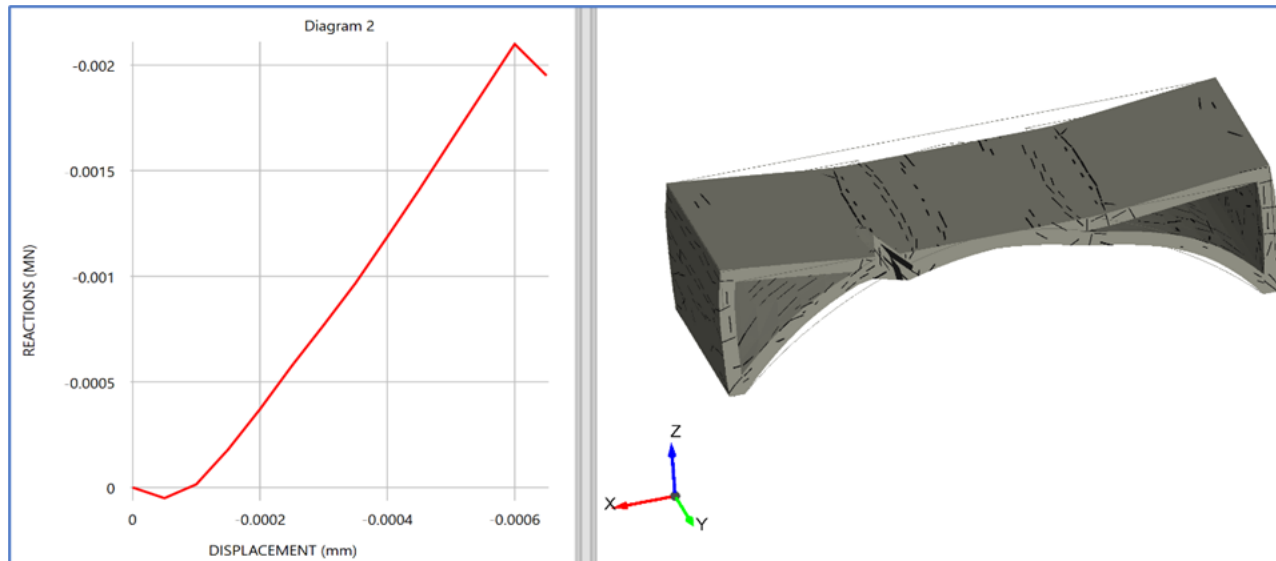 Diagram 2
-0.002
-0.0015
-0.001
-0.0005
0
REACTIONS (MN)
0 -0.0002 -0.0004 -0.0006
DISPLACEMENT (mm)
Z
X
Y